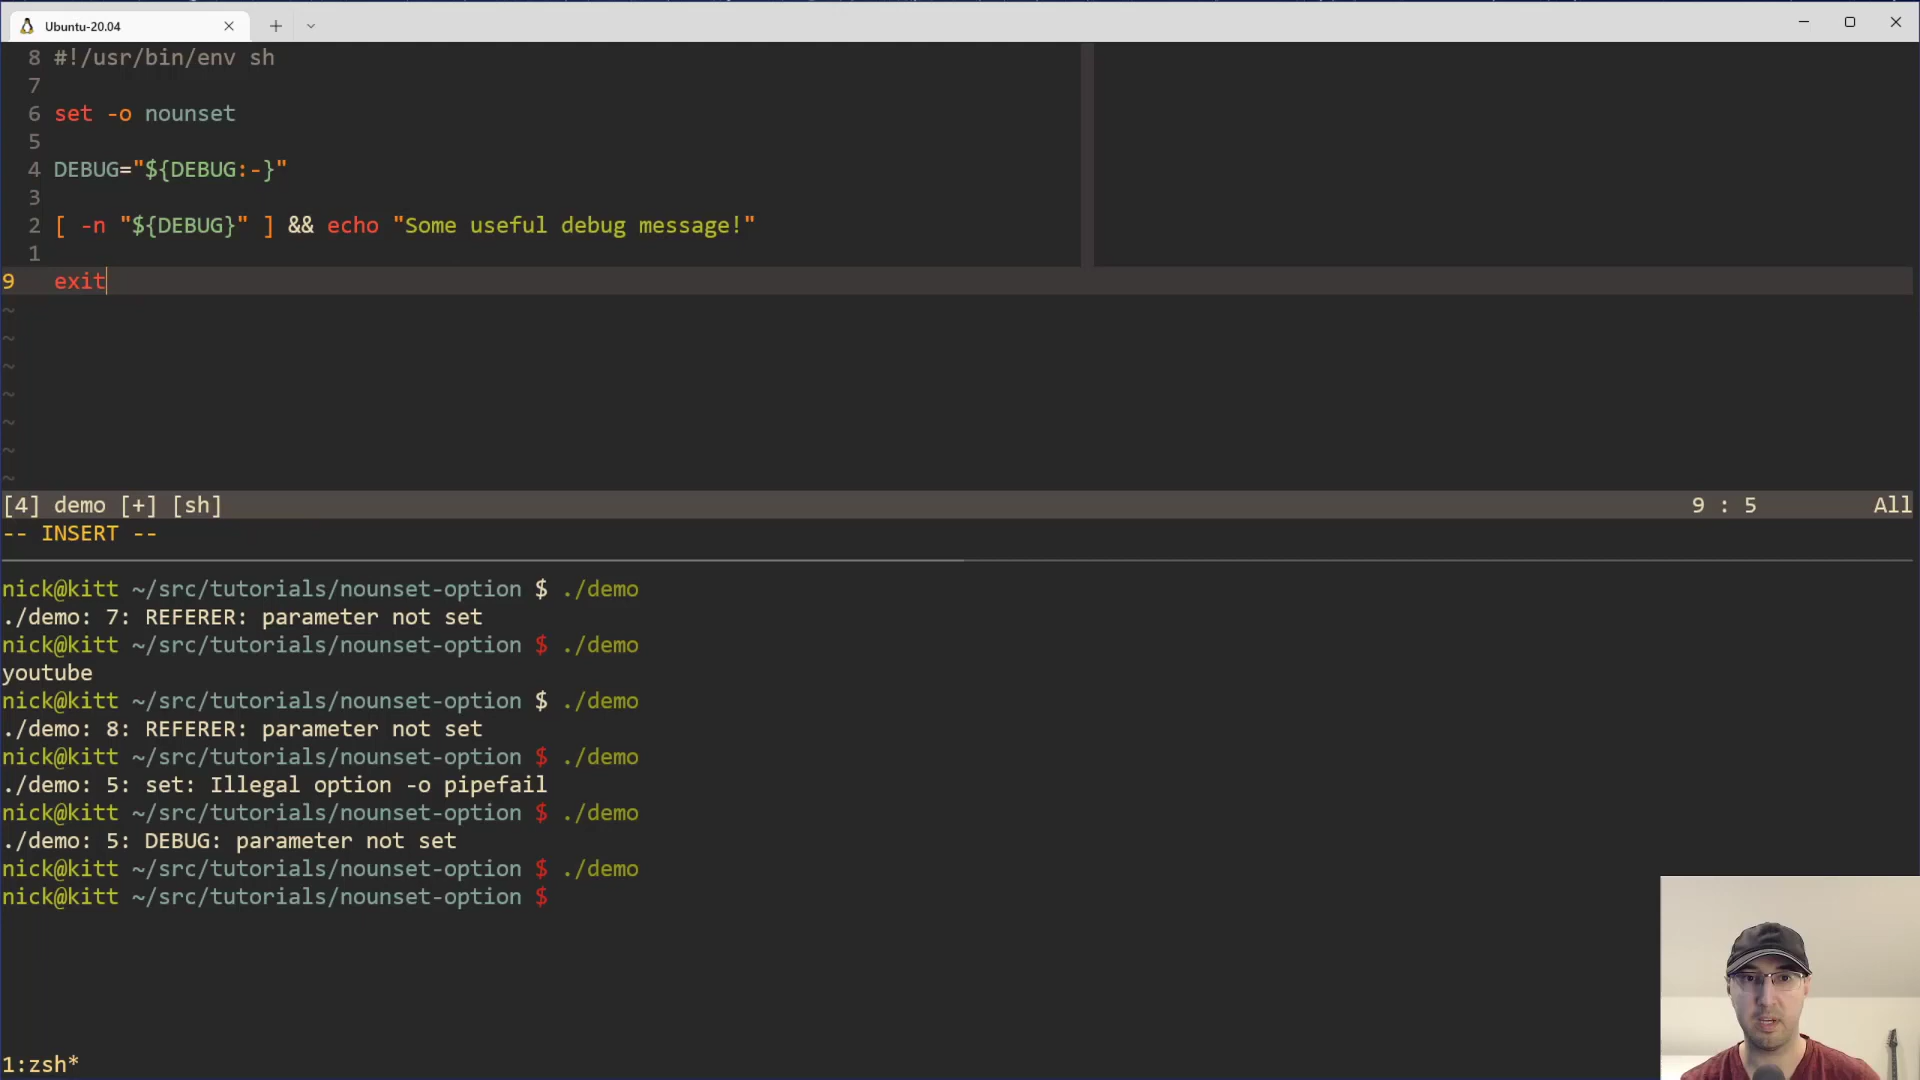 Ubuntu-20.04
8 #!/usr/bin/env sh
7
6 set -o nounset
5
4 DEBUG="${DEBUG:-}"
3
2 [ -n "${DEBUG}" ] && echo "Some useful debug message!"
1
9 exit
~
~
~
~
~
~
~
[4] demo [+] [sh] 9 : 5 All
-- INSERT --
nick@kitt ~/src/tutorials/nounset-option $ ./demo
./demo: 7: REFERER: parameter not set
nick@kitt ~/src/tutorials/nounset-option $ ./demo
youtube
nick@kitt ~/src/tutorials/nounset-option $ ./demo
./demo: 8: REFERER: parameter not set
nick@kitt ~/src/tutorials/nounset-option $ ./demo
./demo: 5: set: Illegal option -o pipefail
nick@kitt ~/src/tutorials/nounset-option $ ./demo
./demo: 5: DEBUG: parameter not set
nick@kitt ~/src/tutorials/nounset-option $ ./demo
nick@kitt ~/src/tutorials/nounset-option $
1:zsh*